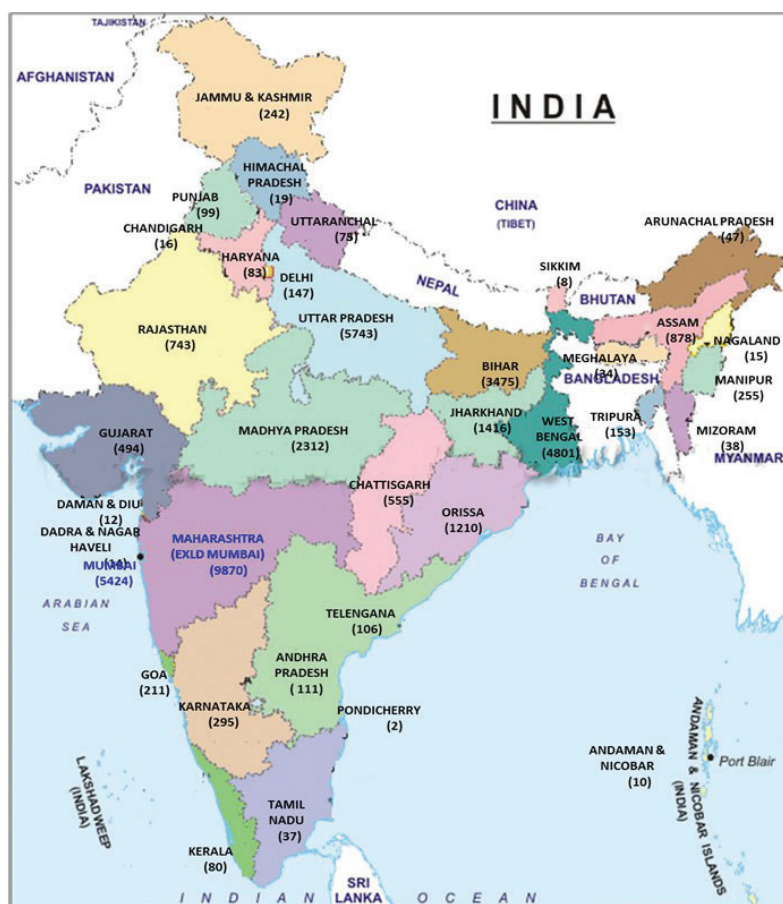 TAJIKISTAN
AFGHANISTAN
JAMMU & KASHMIR
(242)
INDIA
HIMACHAL
PRADESH
(19)
PAKISTAN
PUNJAB
(99)
CHINA
(TIBET)
UTTARANCHAL
(75)
ARUNACHAL PRADESH
(47)
CHANDIGARH
(16)
HARYANA
(83)
DELHI
(147)
NEPAL
SIKKIM
(8)
BHUTAN
UTTAR PRADESH
(5743)
RAJASTHAN
(743)
ASSAM
(878)
NAGALAND
(15)
BIHAR
(3475)
MEGHALAYA
(34)
BANGLADESH
MANIPUR
(255)
JHARKHAND
(1416)
WEST
BENGAL
(4801)
TRIPURA
(153)
MIZORAM
(38)
MYANMAR
GUJARAT
(494)
MADHYA PRADESH
(2312)
CHATTISGARH
(555)
ORISSA
(1210)
DAMAN & DIU
(12)
DADRA & NAGAR
HAVELI
MUMBAI
(5424)
MAHARASHTRA
(EXLD MUMBAI)
(9870)
BAY
OF
BENGAL
ARABIAN
SEA
TELENGANA
(106)
ANDHRA
PRADESH
( 111)
GOA
(211)
KARNATAKA
(295)
PONDICHERRY
(2)
ANDAMAN &
NICOBAR
(10)
Port Blair
ANDAMAN & NICOBAR ISLANDS
(INDIA)
LAKSHADWEEP
(INDIA)
TAMIL
NADU
(37)
KERALA
(80)
SRI
LANKA
INDIAN OCEAN